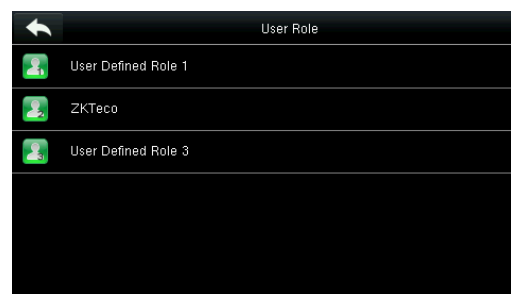 User Role
User Defined Role 1
ZKTeco
User Defined Role 3